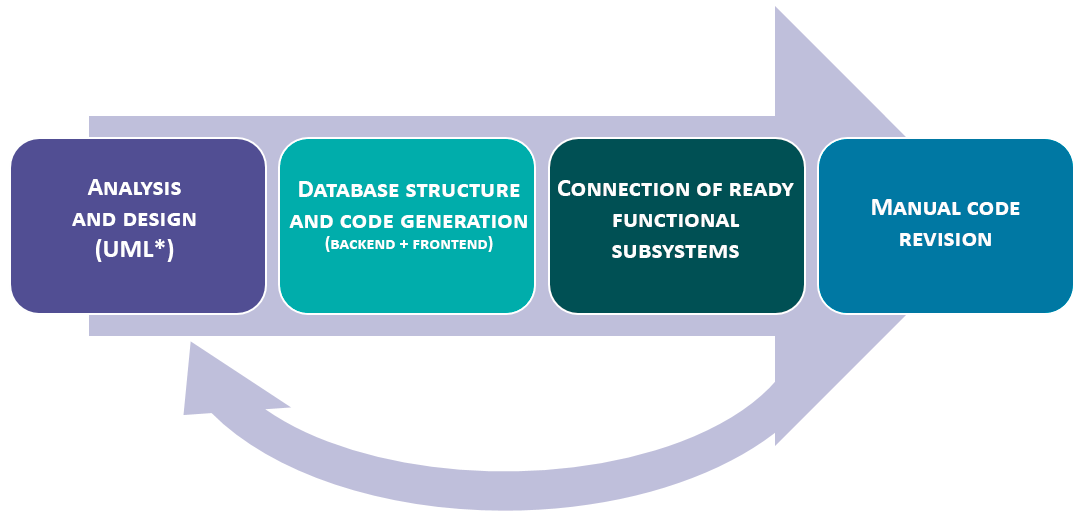 Analysis
and design
(UML*)
Database structure
and code generation
(backend + frontend)
Connection of ready
functional
subsystems
Manual code
revision